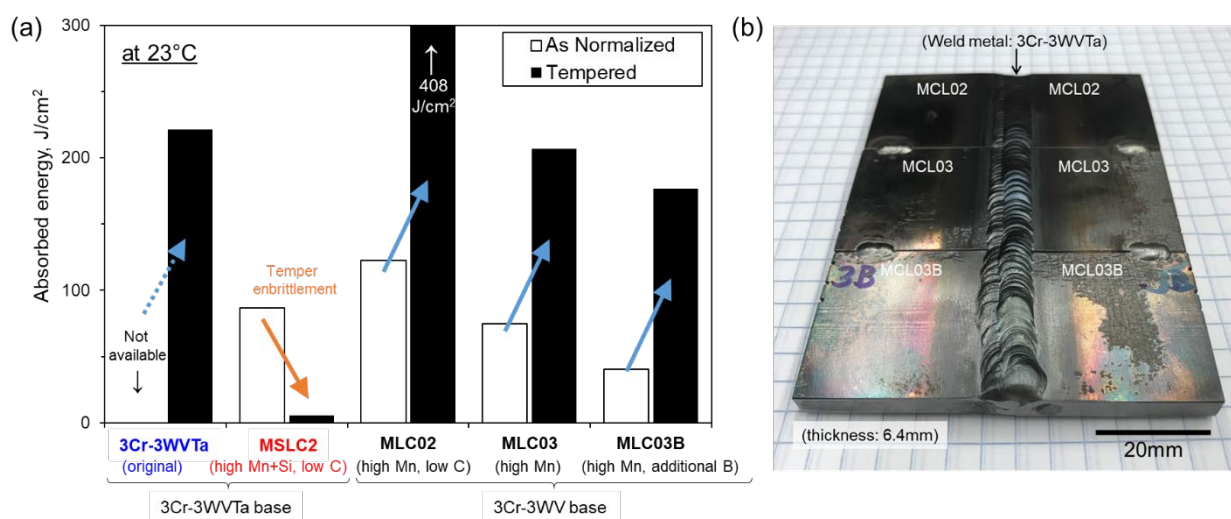 (a)
300
200
100
0
Absorbed energy, J/cm²
at 23°C
As Normalized
Tempered
↑
408
J/cm²
Temper
enbrittlement
Not
available
↓
3Cr-3WVTa
(original)
MSLC2
(high Mn+Si, low C)
MLC02
(high Mn, low C)
MLC03
(high Mn)
MLC03B
(high Mn, additional B)
3Cr-3WVTa base
3Cr-3WV base
(b)
(Weld metal: 3Cr-3WVTa)
MCL02 MCL02
MCL03 MCL03
MCL03B MCL03B
3B
(thickness: 6.4mm)
20mm